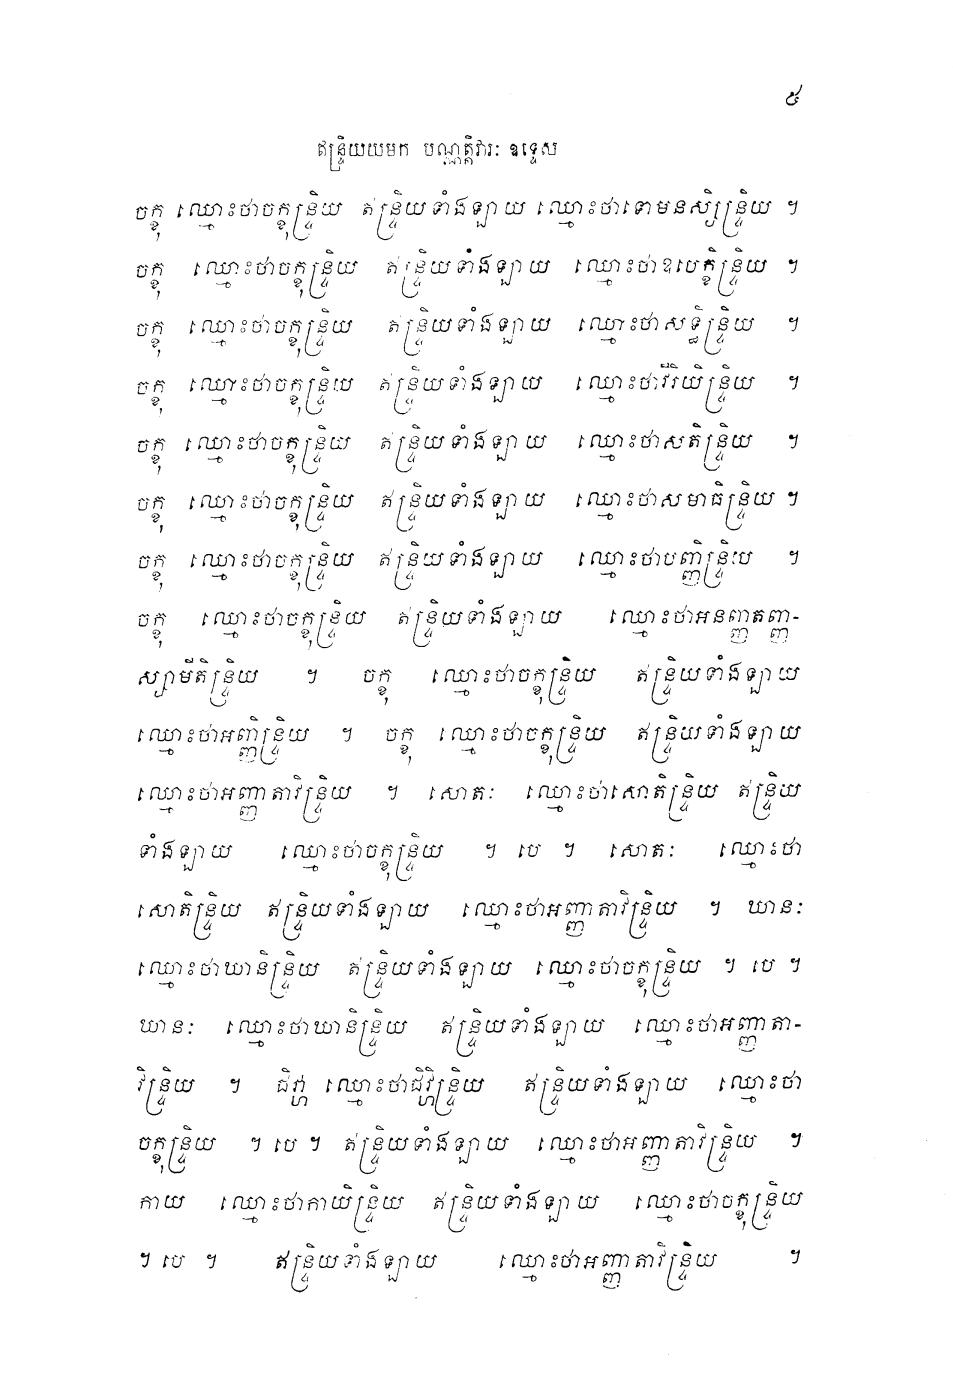 ៥
ឥន្ទ្រិយយមក បណ្ណត្តិវារៈ ឧទ្ទេស
ចក្ខុ ឈ្មោះថាចក្ខុន្ទ្រិយ ឥន្ទ្រិយទាំងឡាយ ឈ្មោះថាទោមនស្សិន្ទ្រិយ ។
ចក្ខុ ឈ្មោះថាចក្ខុន្ទ្រិយ ឥន្ទ្រិយទាំងឡាយ ឈ្មោះថាឧបេក្ខិន្ទ្រិយ ។
ចក្ខុ ឈ្មោះថាចក្ខុន្ទ្រិយ ឥន្ទ្រិយទាំងឡាយ ឈ្មោះថាសទ្ធិន្ទ្រិយ ។
ចក្ខុ ឈ្មោះថាចក្ខុន្ទ្រិយ ឥន្ទ្រិយទាំងឡាយ ឈ្មោះថាវីរិយិន្ទ្រិយ ។
ចក្ខុ ឈ្មោះថាចក្ខុន្ទ្រិយ ឥន្ទ្រិយទាំងឡាយ ឈ្មោះថាសតិន្ទ្រិយ ។
ចក្ខុ ឈ្មោះថាចក្ខុន្ទ្រិយ ឥន្ទ្រិយទាំងឡាយ ឈ្មោះថាសមាធិន្ទ្រិយ ។
ចក្ខុ ឈ្មោះថាចក្ខុន្ទ្រិយ ឥន្ទ្រិយទាំងឡាយ ឈ្មោះថាបញ្ញិន្ទ្រិយ ។
ចក្ខុ ឈ្មោះថាចក្ខុន្ទ្រិយ ឥន្ទ្រិយទាំងឡាយ ឈ្មោះថាអនញ្ញាតញ្ញា-
ស្សាមីតិន្ទ្រិយ ។ ចក្ខុ ឈ្មោះថាចក្ខុន្ទ្រិយ ឥន្ទ្រិយទាំងឡាយ
ឈ្មោះថាអញ្ញិន្ទ្រិយ ។ ចក្ខុ ឈ្មោះថាចក្ខុន្ទ្រិយ ឥន្ទ្រិយទាំងឡាយ
ឈ្មោះថាអញ្ញាតាវិន្ទ្រិយ ។ សោតៈ ឈ្មោះថាសោតិន្ទ្រិយ ឥន្ទ្រិយ
ទាំងឡាយ ឈ្មោះថាចក្ខុន្ទ្រិយ ។ បេ ។ សោតៈ ឈ្មោះថា
សោតិន្ទ្រិយ ឥន្ទ្រិយទាំងឡាយ ឈ្មោះថាអញ្ញាតាវិន្ទ្រិយ ។ ឃានៈ
ឈ្មោះថាឃានិន្ទ្រិយ ឥន្ទ្រិយទាំងឡាយ ឈ្មោះថាចក្ខុន្ទ្រិយ ។ បេ ។
ឃានៈ ឈ្មោះថាឃានិន្ទ្រិយ ឥន្ទ្រិយទាំងឡាយ ឈ្មោះថាអញ្ញាតា-
វិន្ទ្រិយ ។ ជិវ្ហា ឈ្មោះថាជិវ្ហិន្ទ្រិយ ឥន្ទ្រិយទាំងឡាយ ឈ្មោះថា
ចក្ខុន្ទ្រិយ ។ បេ ។ ឥន្ទ្រិយទាំងឡាយ ឈ្មោះថាអញ្ញាតាវិន្ទ្រិយ ។
កាយ ឈ្មោះថាកាយិន្ទ្រិយ ឥន្ទ្រិយទាំងឡាយ ឈ្មោះថាចក្ខុន្ទ្រិយ
។ បេ ។ ឥន្ទ្រិយទាំងឡាយ ឈ្មោះថាអញ្ញាតាវិន្ទ្រិយ ។